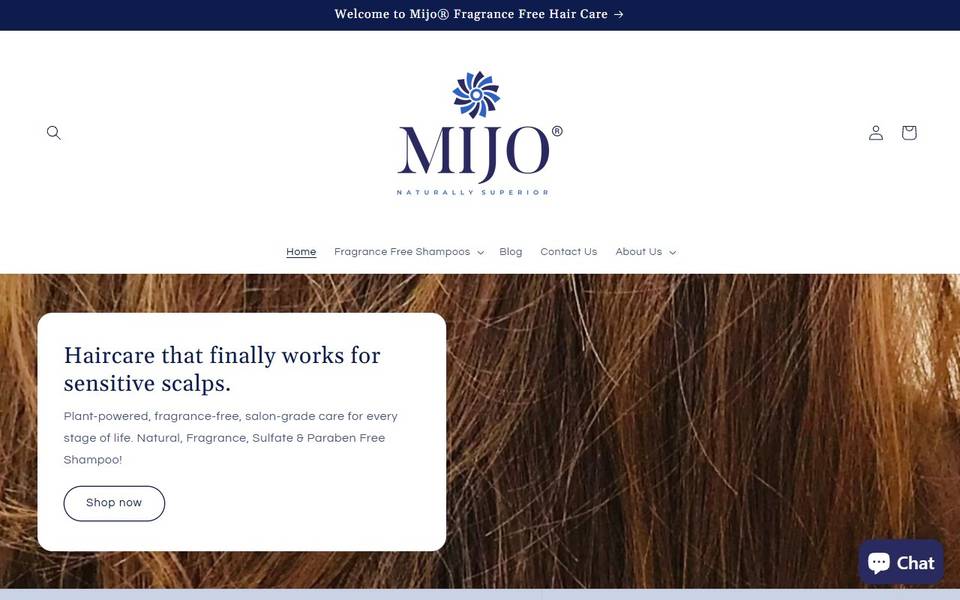 Welcome to Mijo® Fragrance Free Hair Care →
MIJO®
NATURALLY SUPERIOR
Home
Fragrance Free Shampoos
Blog
Contact Us
About Us
Haircare that finally works for
sensitive scalps.
Plant-powered, fragrance-free, salon-grade care for every
stage of life. Natural, Fragrance, Sulfate & Paraben Free
Shampoo!
Shop now
Chat